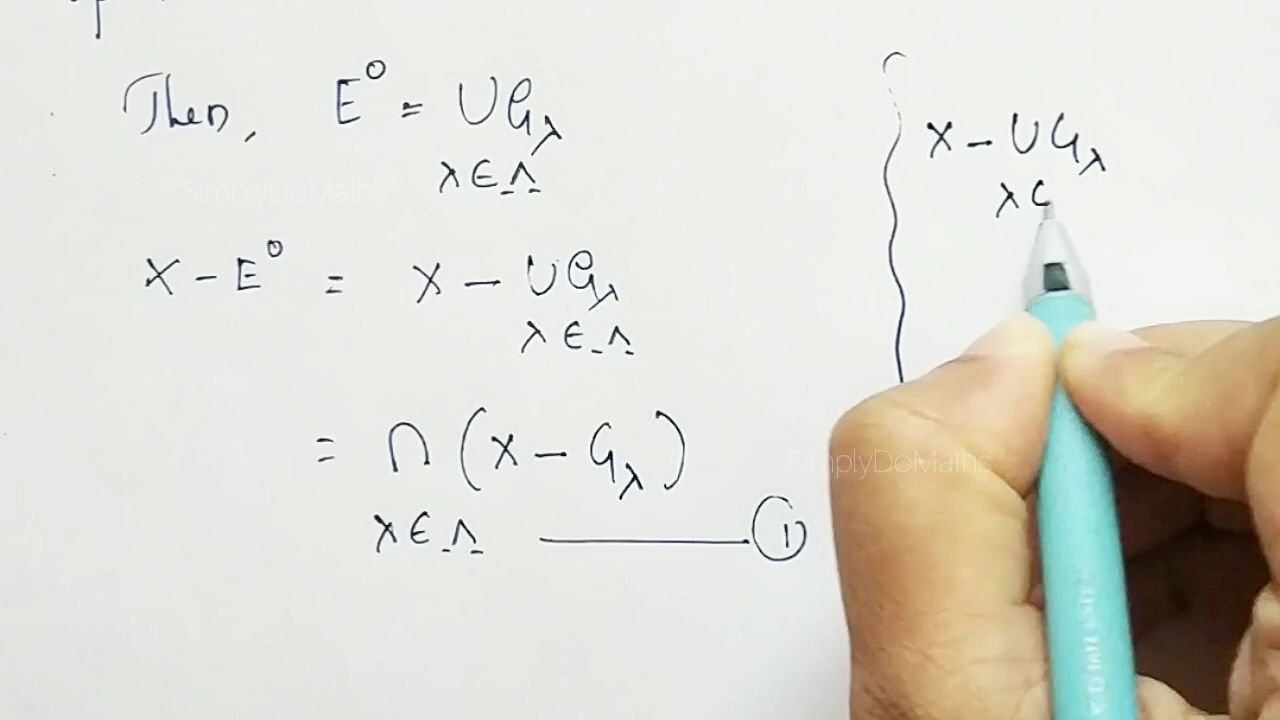 Then, E° = ∪G_λ
λ∈Λ
X - E° = X - ∪G_λ
λ∈Λ
= ∩(X - G_λ)
λ∈Λ ——— ①
X - ∪G_λ
λ
SimplyDoMaths
SimplyDoMaths